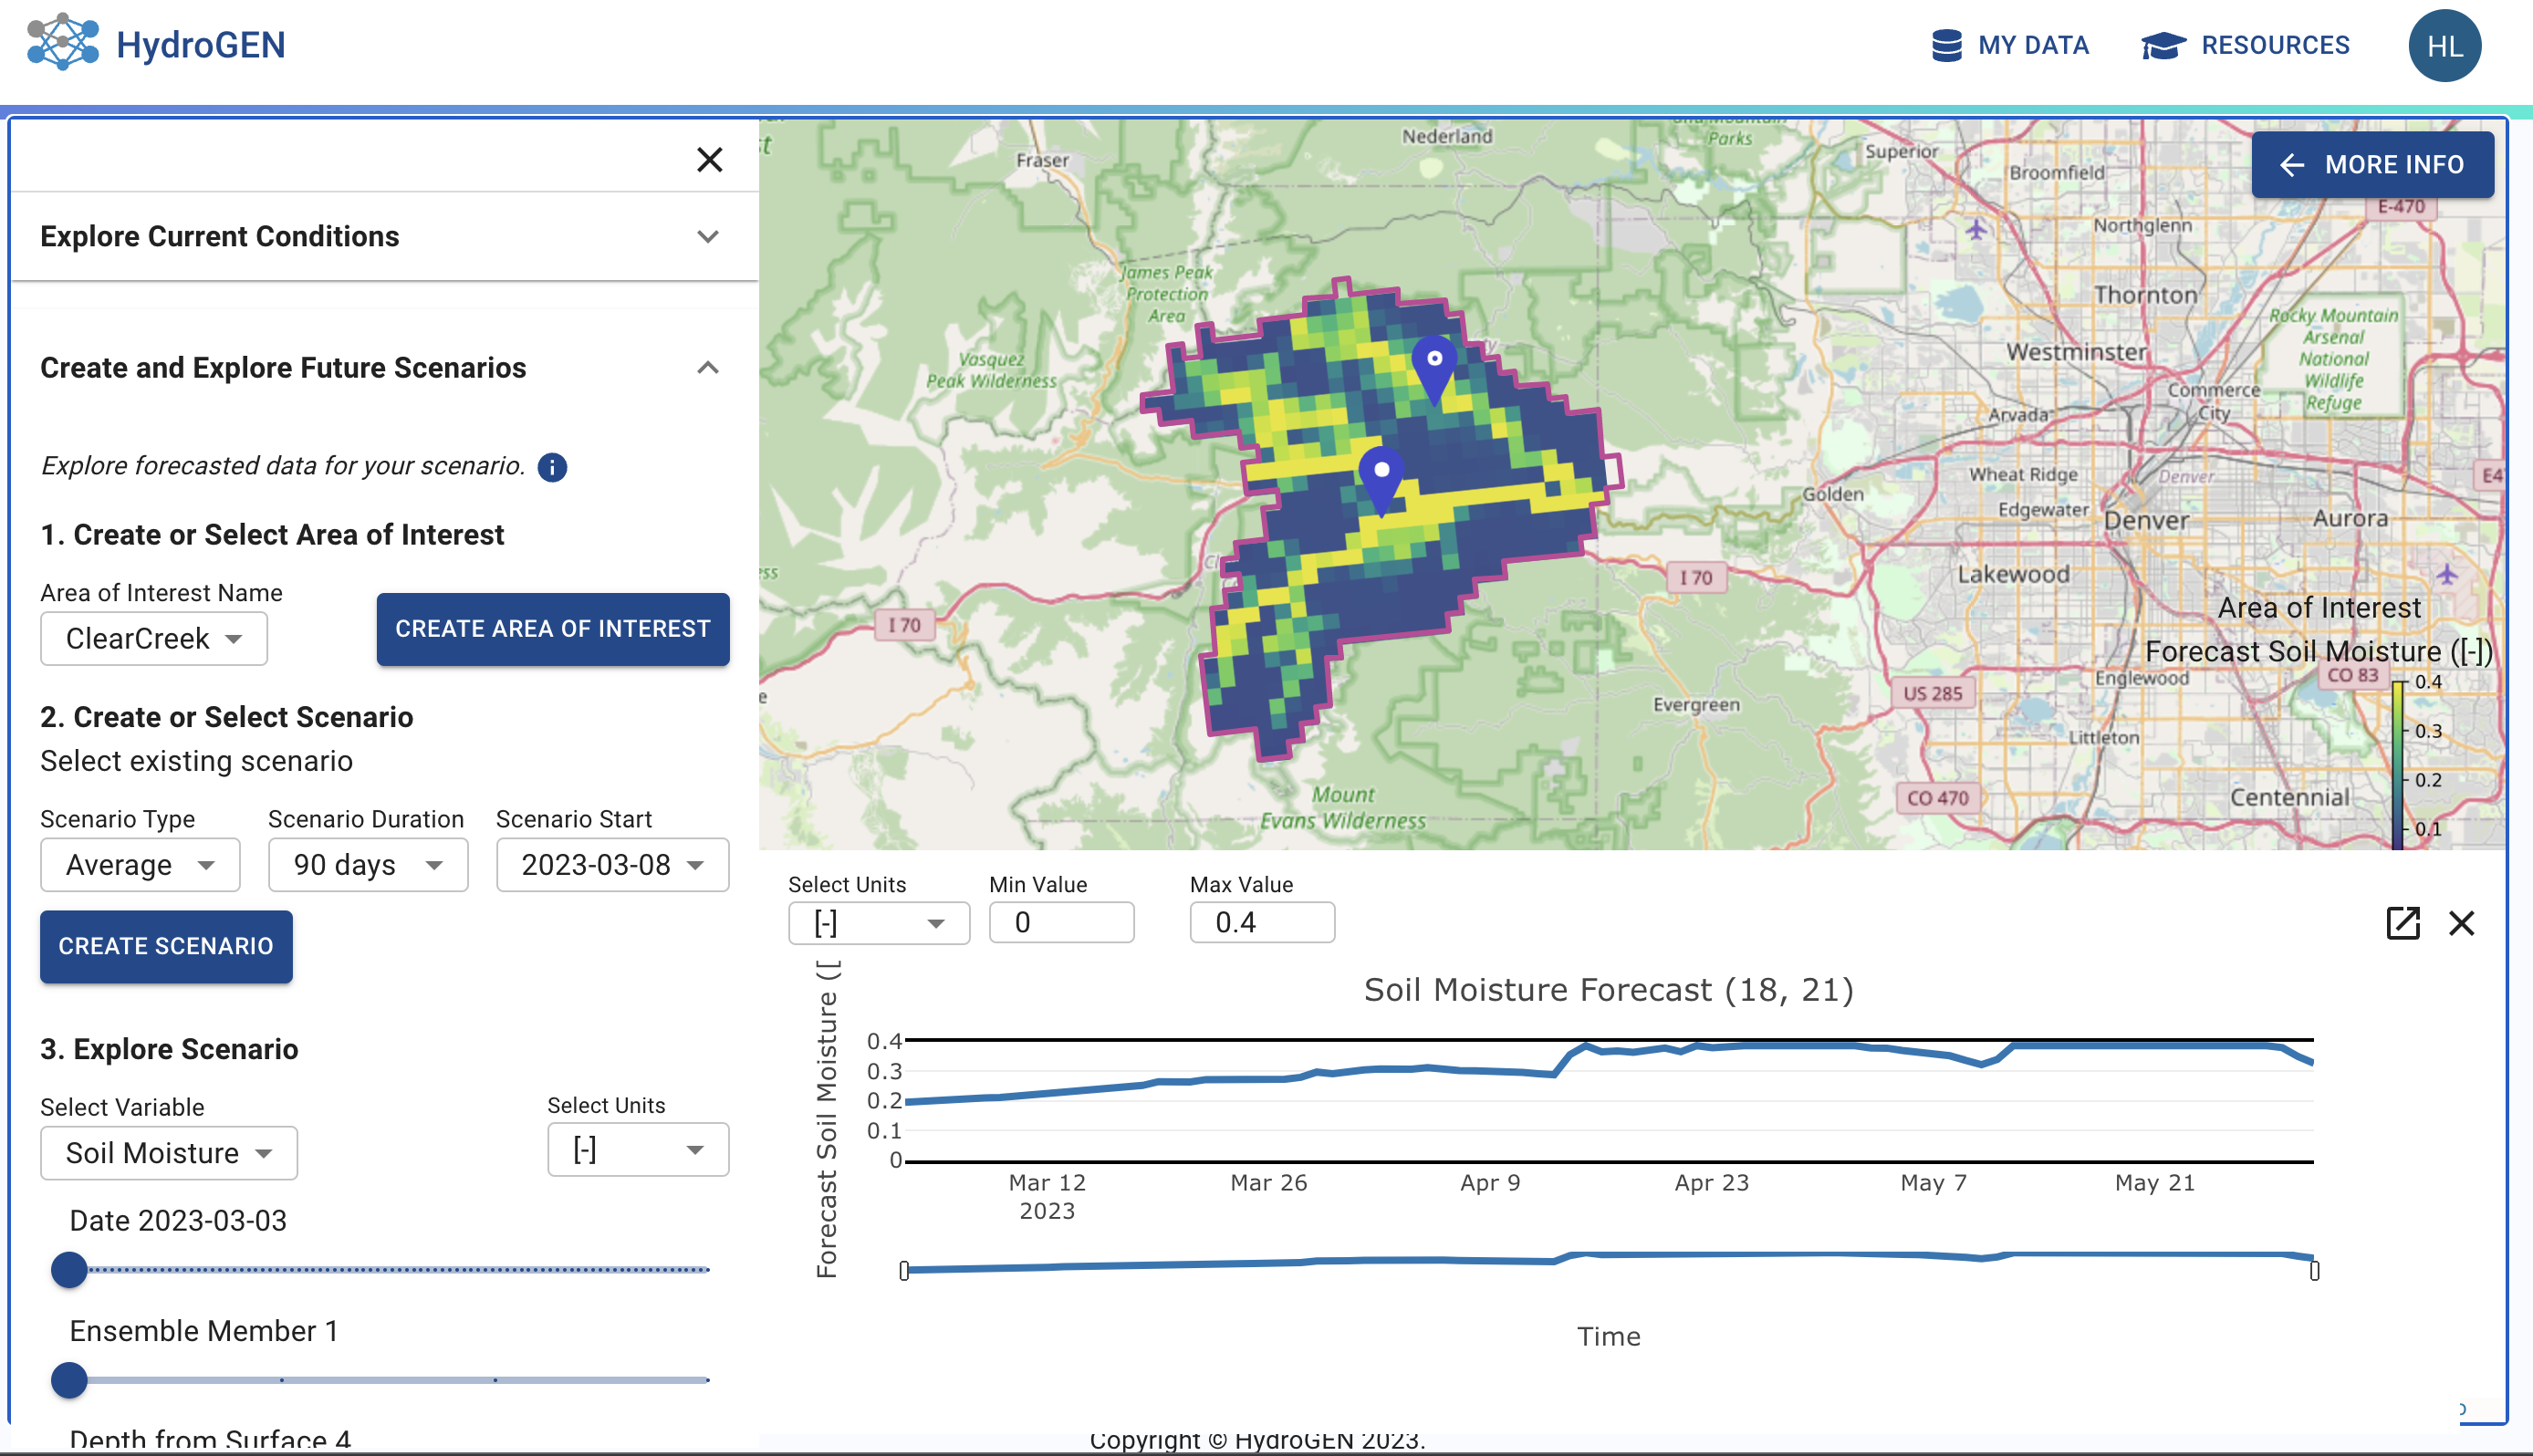 HydroGEN
MY DATA
RESOURCES
HL
Explore Current Conditions
Create and Explore Future Scenarios
Explore forecasted data for your scenario.
i
1. Create or Select Area of Interest
Area of Interest Name
ClearCreek
CREATE AREA OF INTEREST
2. Create or Select Scenario
Select existing scenario
Scenario Type
Scenario Duration
Scenario Start
Average
90 days
2023-03-08
CREATE SCENARIO
3. Explore Scenario
Select Variable
Select Units
Soil Moisture
[-]
Date 2023-03-03
Ensemble Member 1
Depth from Surface 4
MORE INFO
Nederland
Fraser
Parks
Superior
Broomfield
E-470
Northglenn
James Peak
Protection
Area
Thornton
Rocky Mountain
Arsenal
National
Wildlife
Refuge
Vasquez
Peak Wilderness
Westminster
Commerce
City
Arvada
Wheat Ridge
Denver
E4
Golden
Edgewater
Denver
Aurora
I 70
Lakewood
I 70
Area of Interest
Forecast Soil Moisture ([-])
Englewood
CO 83
US 285
Evergreen
Littleton
Mount
Evans Wilderness
CO 470
Centennial
0.4
0.3
0.2
0.1
Select Units
Min Value
Max Value
[-]
0
0.4
Soil Moisture Forecast (18, 21)
Forecast Soil Moisture ([
0.4
0.3
0.2
0.1
0
Mar 12
2023
Mar 26
Apr 9
Apr 23
May 7
May 21
Time
Copyright © HydroGEN 2023.